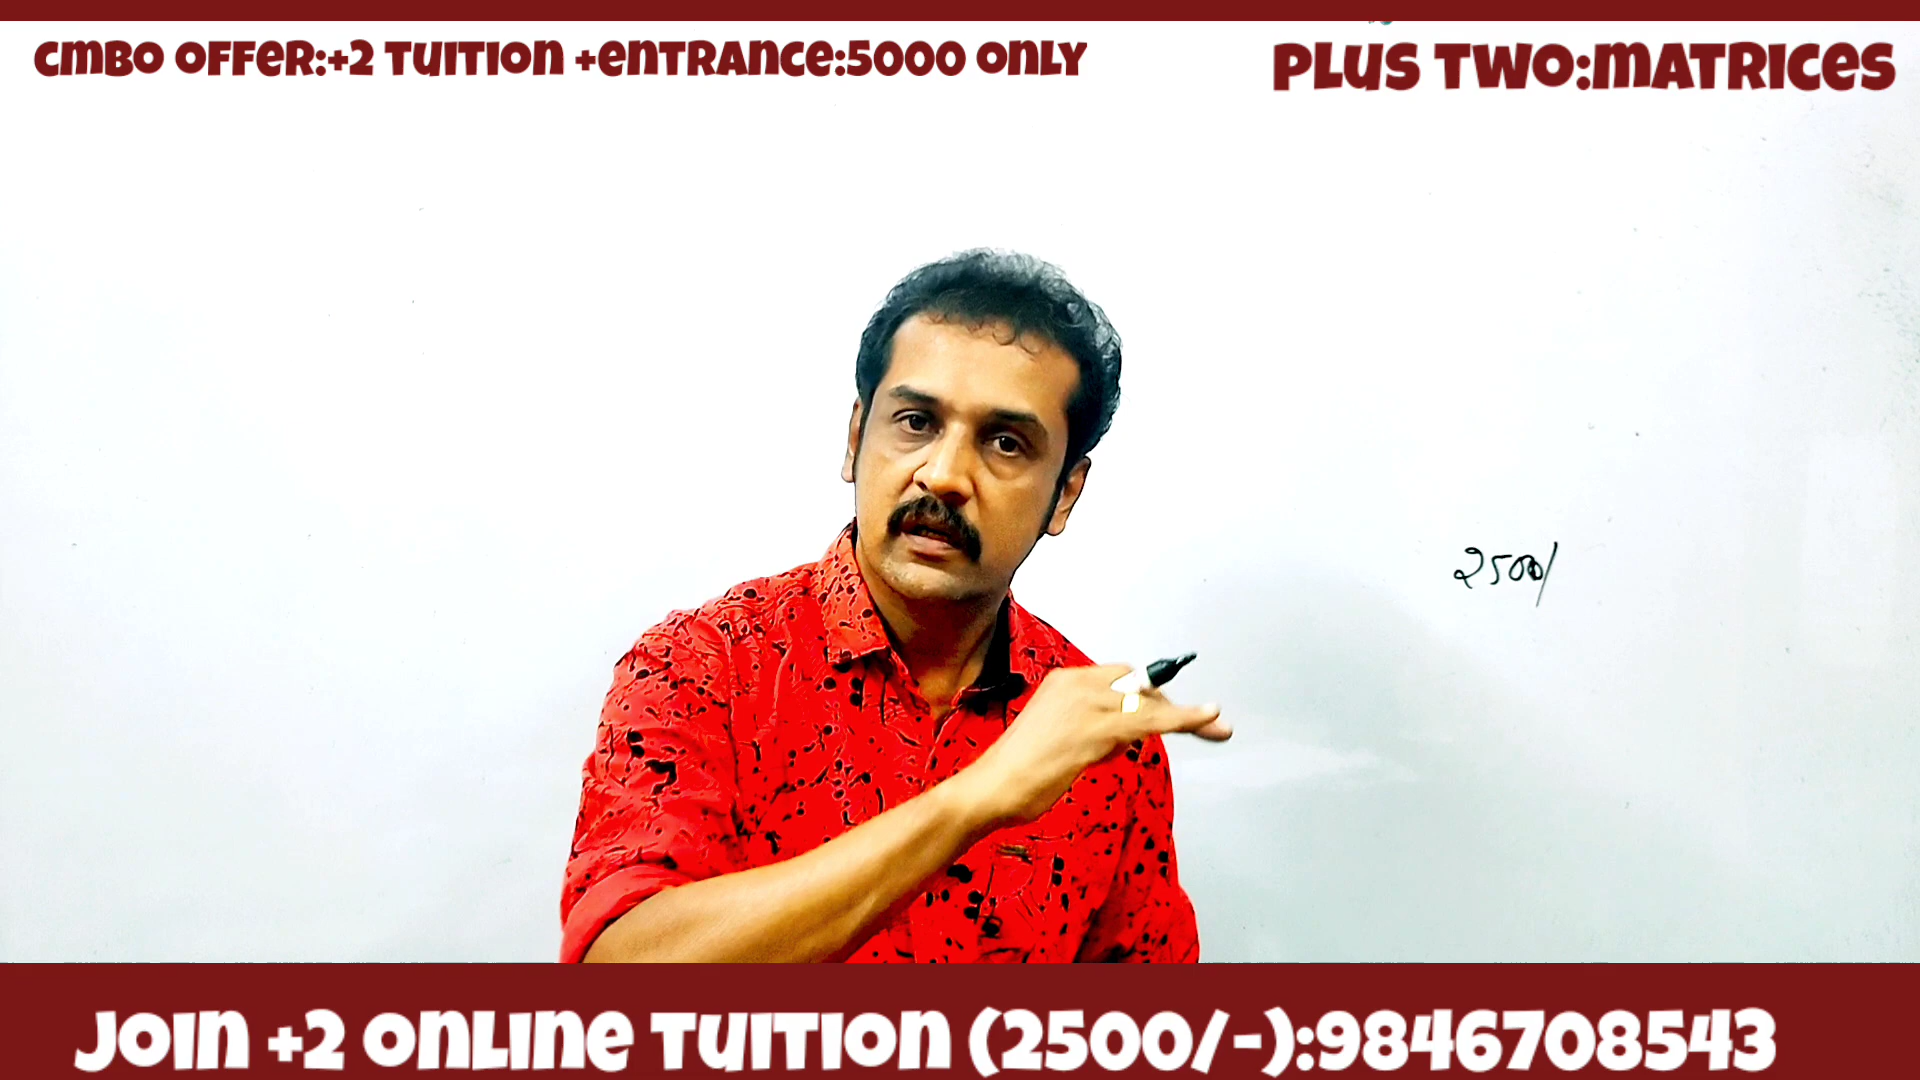 CMBO OFFER:+2 TUITION +ENTRANCE:5000 ONLY
PLUS TWO:MATRICES
2500/
JOIN +2 ONLINE TUITION (2500/-):9846708543